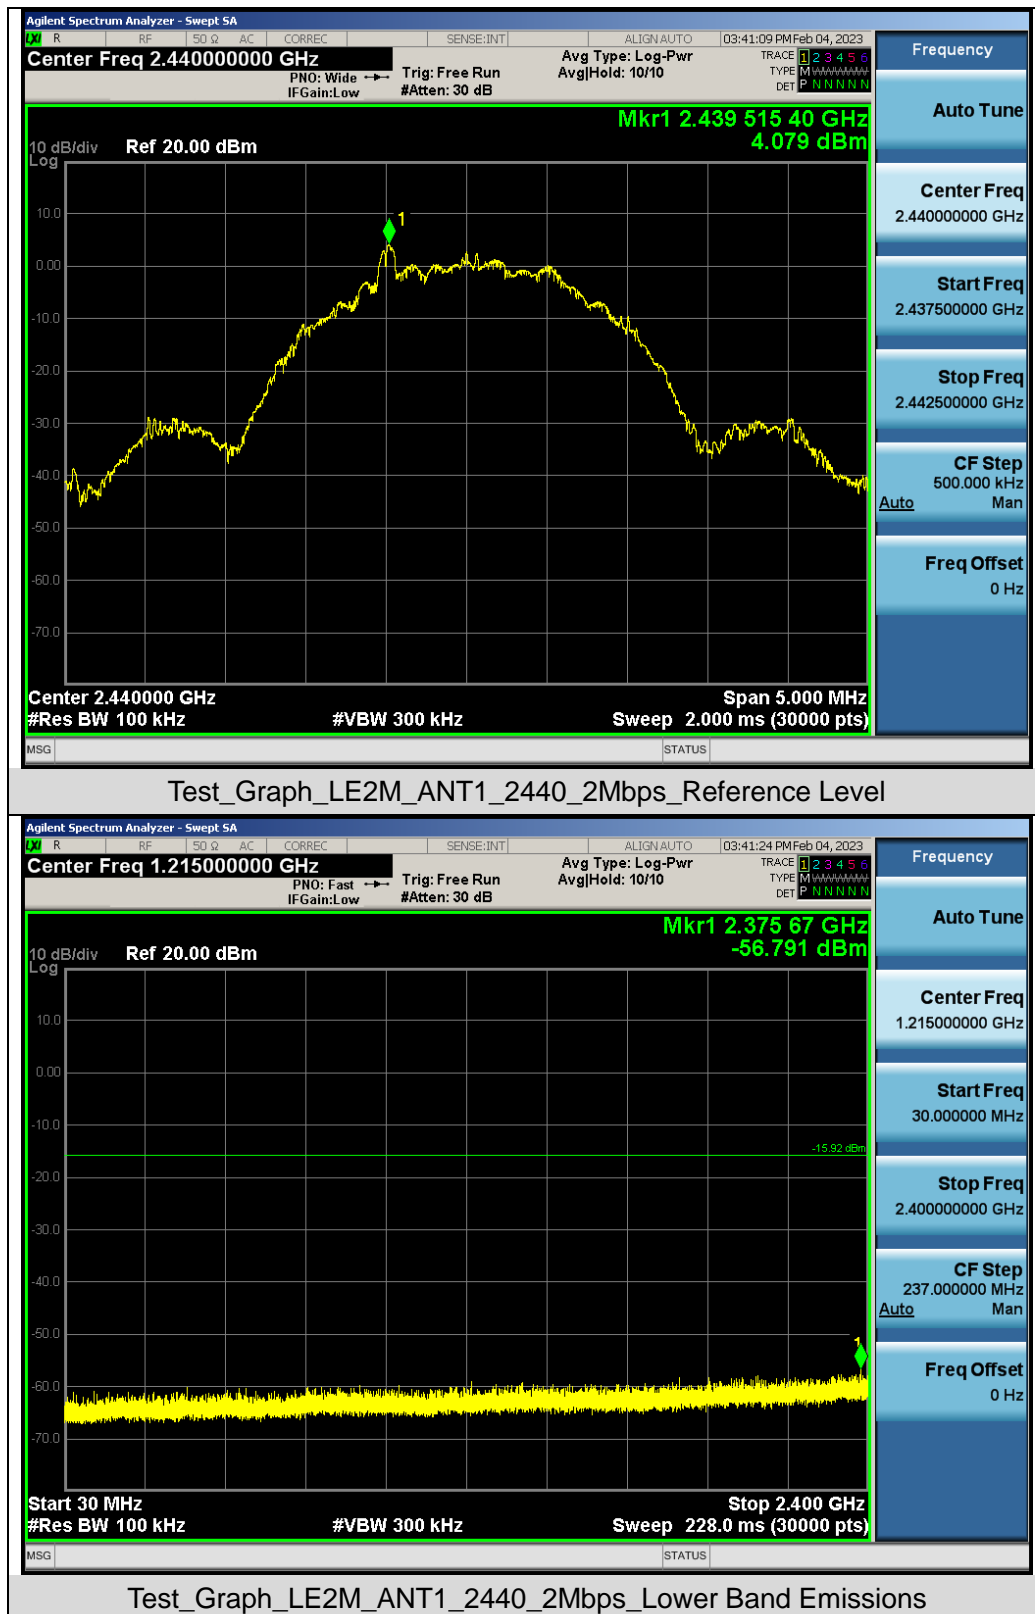 Agilent Spectrum Analyzer - Swept SA
LXI R RF 50 Ω AC CORREC SENSE:INT ALIGN AUTO 03:41:09 PM Feb 04, 2023
Center Freq 2.440000000 GHz
PNO: Wide
IFGain:Low
Trig: Free Run
#Atten: 30 dB
Avg Type: Log-Pwr
Avg|Hold: 10/10
TRACE 1 2 3 4 5 6
TYPE M
DET P N N N N N
Mkr1 2.439 515 40 GHz
4.079 dBm
10 dB/div Ref 20.00 dBm
Log
10.0
0.00
-10.0
-20.0
-30.0
-40.0
-50.0
-60.0
-70.0
1
Center 2.440000 GHz Span 5.000 MHz
#Res BW 100 kHz #VBW 300 kHz Sweep 2.000 ms (30000 pts)
MSG STATUS
Frequency
Auto Tune
Center Freq
2.440000000 GHz
Start Freq
2.437500000 GHz
Stop Freq
2.442500000 GHz
CF Step
500.000 kHz
Auto Man
Freq Offset
0 Hz
Test_Graph_LE2M_ANT1_2440_2Mbps_Reference Level
Agilent Spectrum Analyzer - Swept SA
LXI R RF 50 Ω AC CORREC SENSE:INT ALIGN AUTO 03:41:24 PM Feb 04, 2023
Center Freq 1.215000000 GHz
PNO: Fast
IFGain:Low
Trig: Free Run
#Atten: 30 dB
Avg Type: Log-Pwr
Avg|Hold: 10/10
TRACE 1 2 3 4 5 6
TYPE M
DET P N N N N N
Mkr1 2.375 67 GHz
-56.791 dBm
10 dB/div Ref 20.00 dBm
Log
10.0
0.00
-10.0
-15.92 dBm
-20.0
-30.0
-40.0
-50.0
-60.0
-70.0
1
Start 30 MHz Stop 2.400 GHz
#Res BW 100 kHz #VBW 300 kHz Sweep 228.0 ms (30000 pts)
MSG STATUS
Frequency
Auto Tune
Center Freq
1.215000000 GHz
Start Freq
30.000000 MHz
Stop Freq
2.400000000 GHz
CF Step
237.000000 MHz
Auto Man
Freq Offset
0 Hz
Test_Graph_LE2M_ANT1_2440_2Mbps_Lower Band Emissions